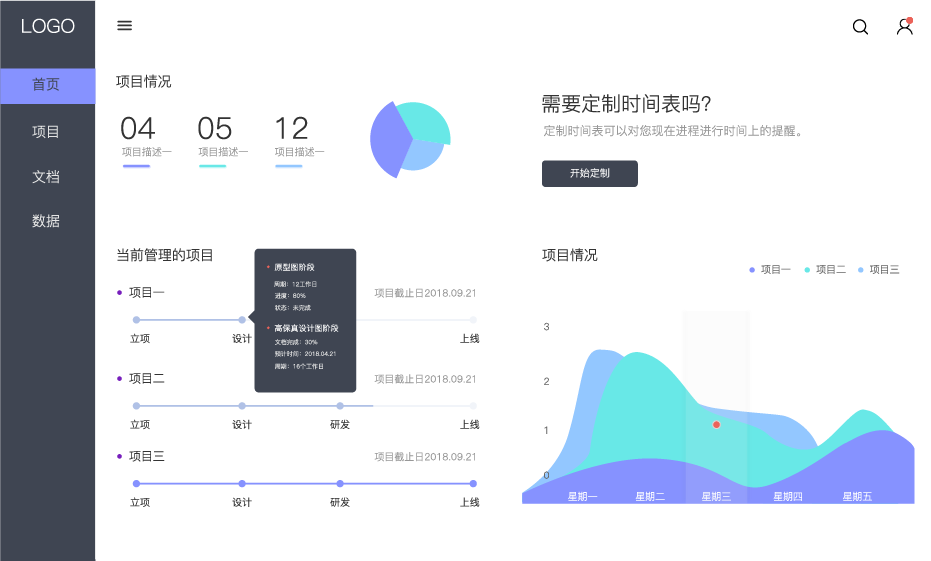 LOGO
首页
项目
文档
数据
项目情况
04 05 12
项目描述一 项目描述一 项目描述一
需要定制时间表吗?
定制时间表可以对您现在进程进行时间上的提醒。
开始定制
当前管理的项目
项目一
项目截止日2018.09.21
立项 设计 上线
原型图阶段
周期：12工作日
进度：80%
状态：未完成
高保真设计图阶段
文档完成：30%
预计时间：2018.04.21
周期：16个工作日
项目二
项目截止日2018.09.21
立项 设计 研发 上线
项目三
项目截止日2018.09.21
立项 设计 研发 上线
项目情况
项目一 项目二 项目三
3
2
1
0
星期一 星期二 星期三 星期四 星期五